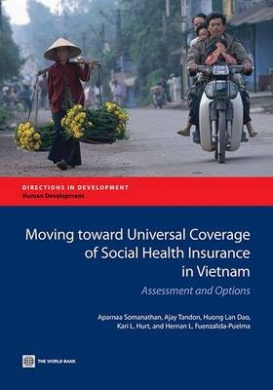 DIRECTIONS IN DEVELOPMENT
Human Development
Moving toward Universal Coverage
of Social Health Insurance
in Vietnam
Assessment and Options
Aparnaa Somanathan, Ajay Tandon, Huong Lan Dao,
Kari L. Hurt, and Hernan L. Fuenzalida-Puelma
THE WORLD BANK